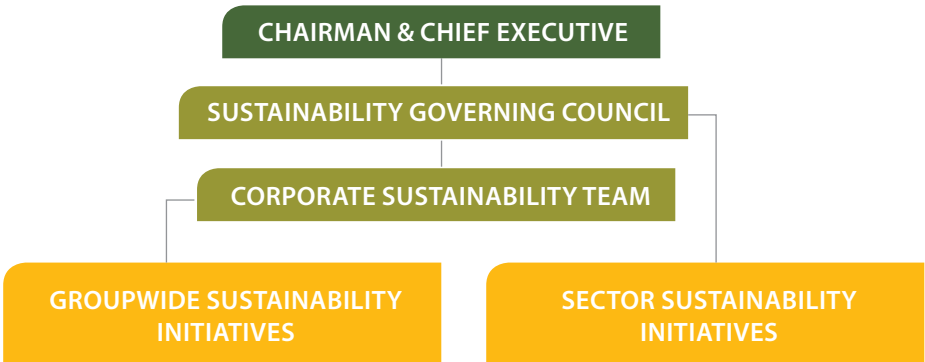 CHAIRMAN & CHIEF EXECUTIVE
SUSTAINABILITY GOVERNING COUNCIL
CORPORATE SUSTAINABILITY TEAM
GROUPWIDE SUSTAINABILITY
INITIATIVES
SECTOR SUSTAINABILITY
INITIATIVES